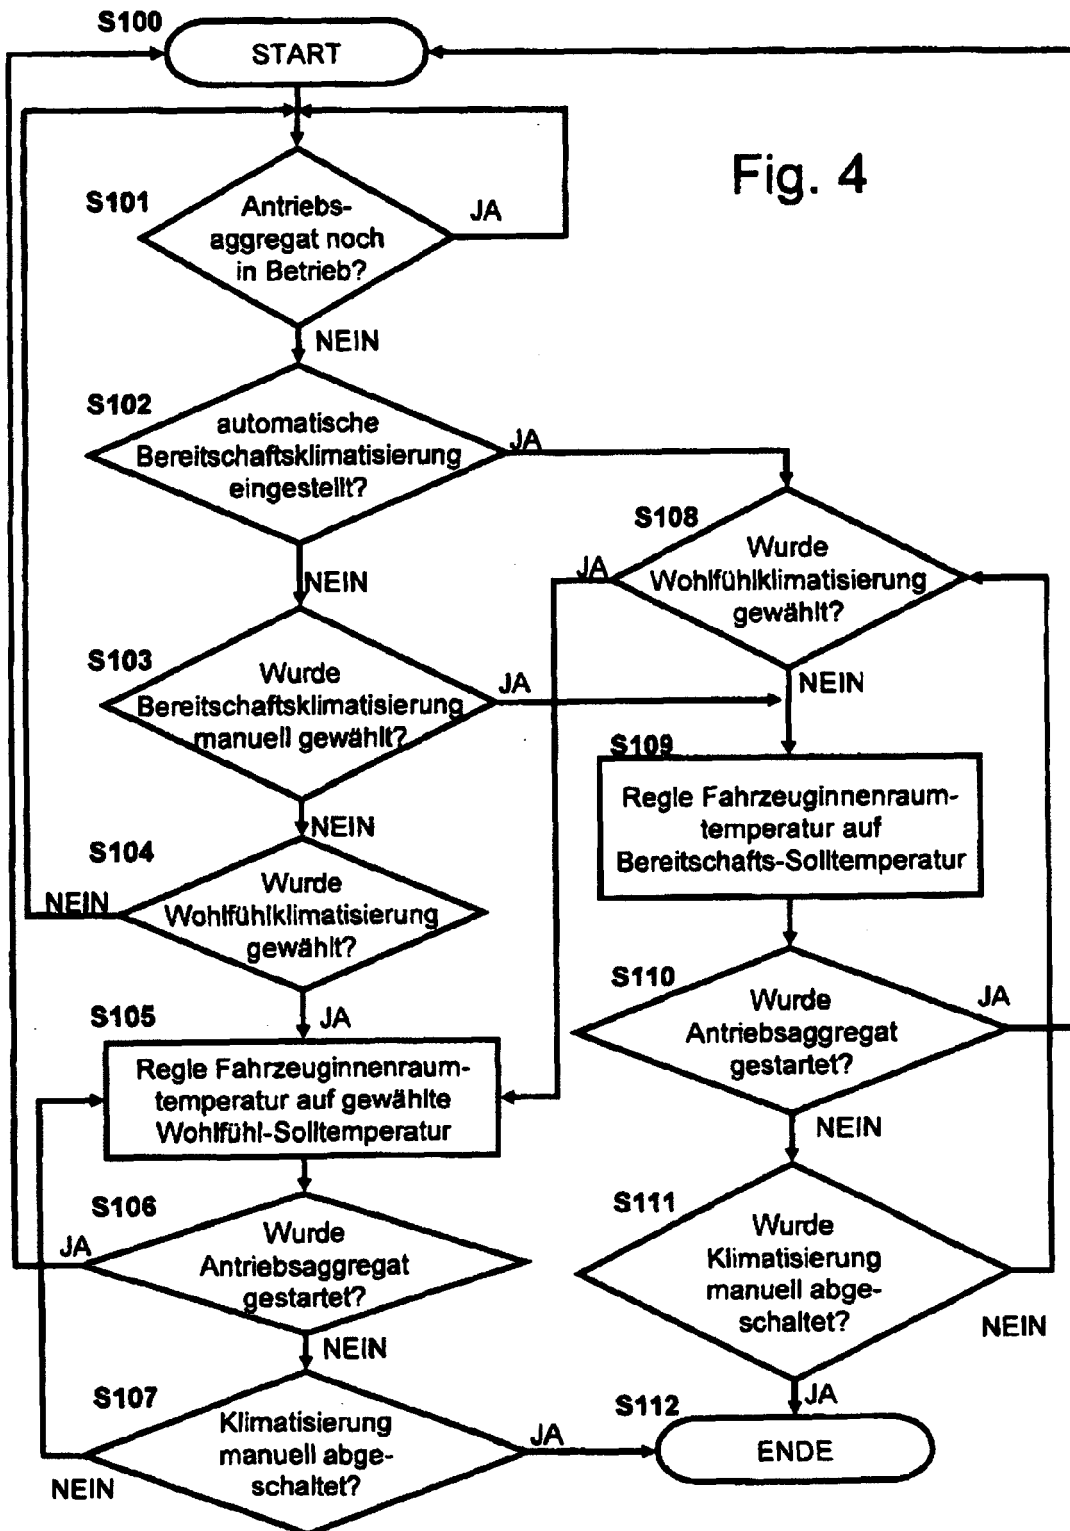 S100
START
Fig. 4
S101
Antriebs-
aggregat noch
in Betrieb?
JA
NEIN
S102
automatische
Bereitschaftsklimatisierung
eingestellt?
JA
NEIN
S103
Wurde
Bereitschaftsklimatisierung
manuell gewählt?
JA
NEIN
S104
Wurde
Wohlfühlklimatisierung
gewählt?
NEIN
JA
S105
Regle Fahrzeuginnenraum-
temperatur auf gewählte
Wohlfühl-Solltemperatur
S106
Wurde
Antriebsaggregat
gestartet?
JA
NEIN
S107
Klimatisierung
manuell abge-
schaltet?
NEIN
JA
S108
Wurde
Wohlfühlklimatisierung
gewählt?
JA
NEIN
S109
Regle Fahrzeuginnenraum-
temperatur auf
Bereitschafts-Solltemperatur
S110
Wurde
Antriebsaggregat
gestartet?
JA
NEIN
S111
Wurde
Klimatisierung
manuell abge-
schaltet?
NEIN
JA
S112
ENDE